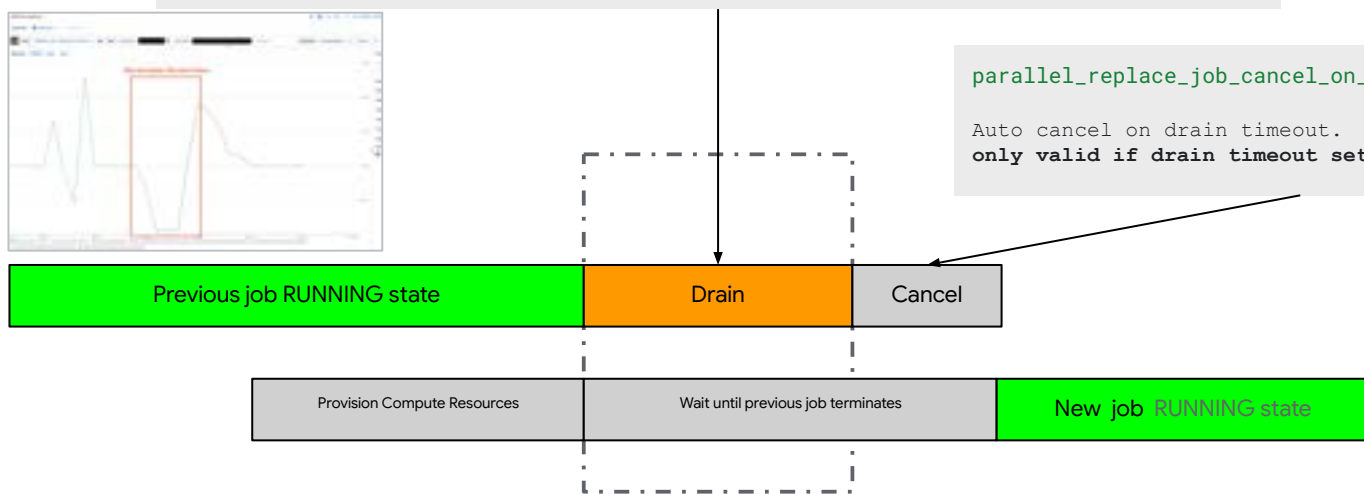 parallel_replace_job_cancel_on_
Auto cancel on drain timeout.
only valid if drain timeout set
Previous job RUNNING state
Drain
Cancel
Provision Compute Resources
Wait until previous job terminates
New job RUNNING state